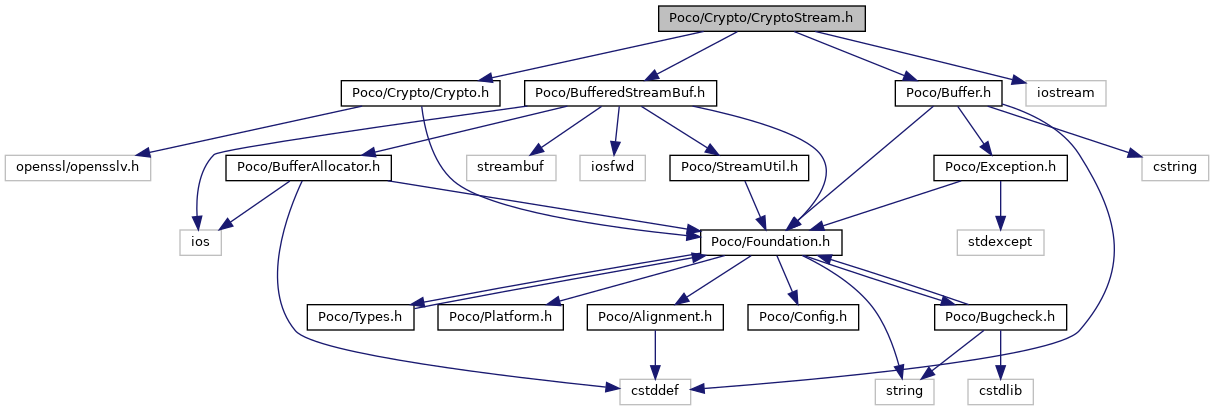 Poco/Crypto/CryptoStream.h
Poco/Crypto/Crypto.h
Poco/BufferedStreamBuf.h
Poco/Buffer.h
iostream
openssl/opensslv.h
Poco/BufferAllocator.h
streambuf
iosfwd
Poco/StreamUtil.h
Poco/Exception.h
cstring
ios
Poco/Foundation.h
stdexcept
Poco/Types.h
Poco/Platform.h
Poco/Alignment.h
Poco/Config.h
Poco/Bugcheck.h
cstddef
string
cstdlib